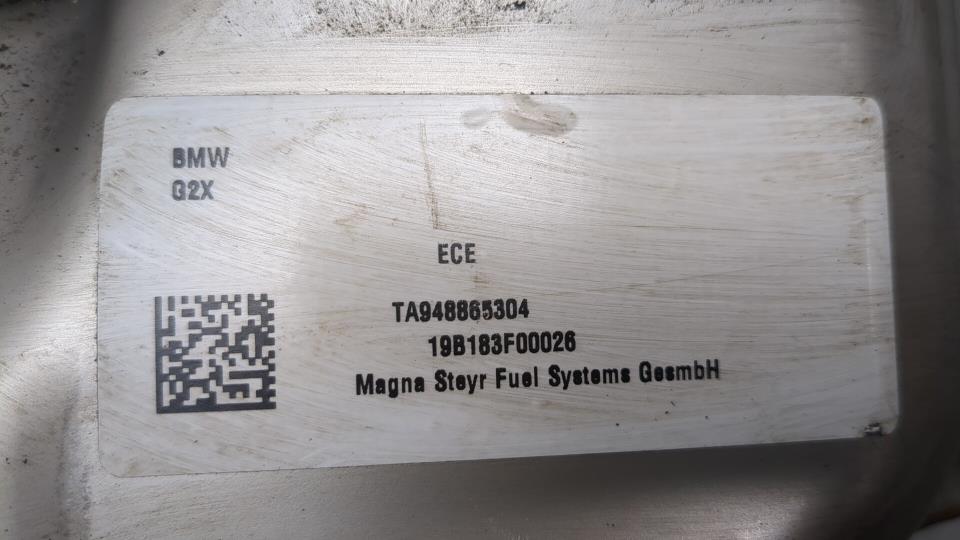 BMW
G2X
ECE
TA948865304
19B183F00026
Magna Steyr Fuel Systems GesmbH